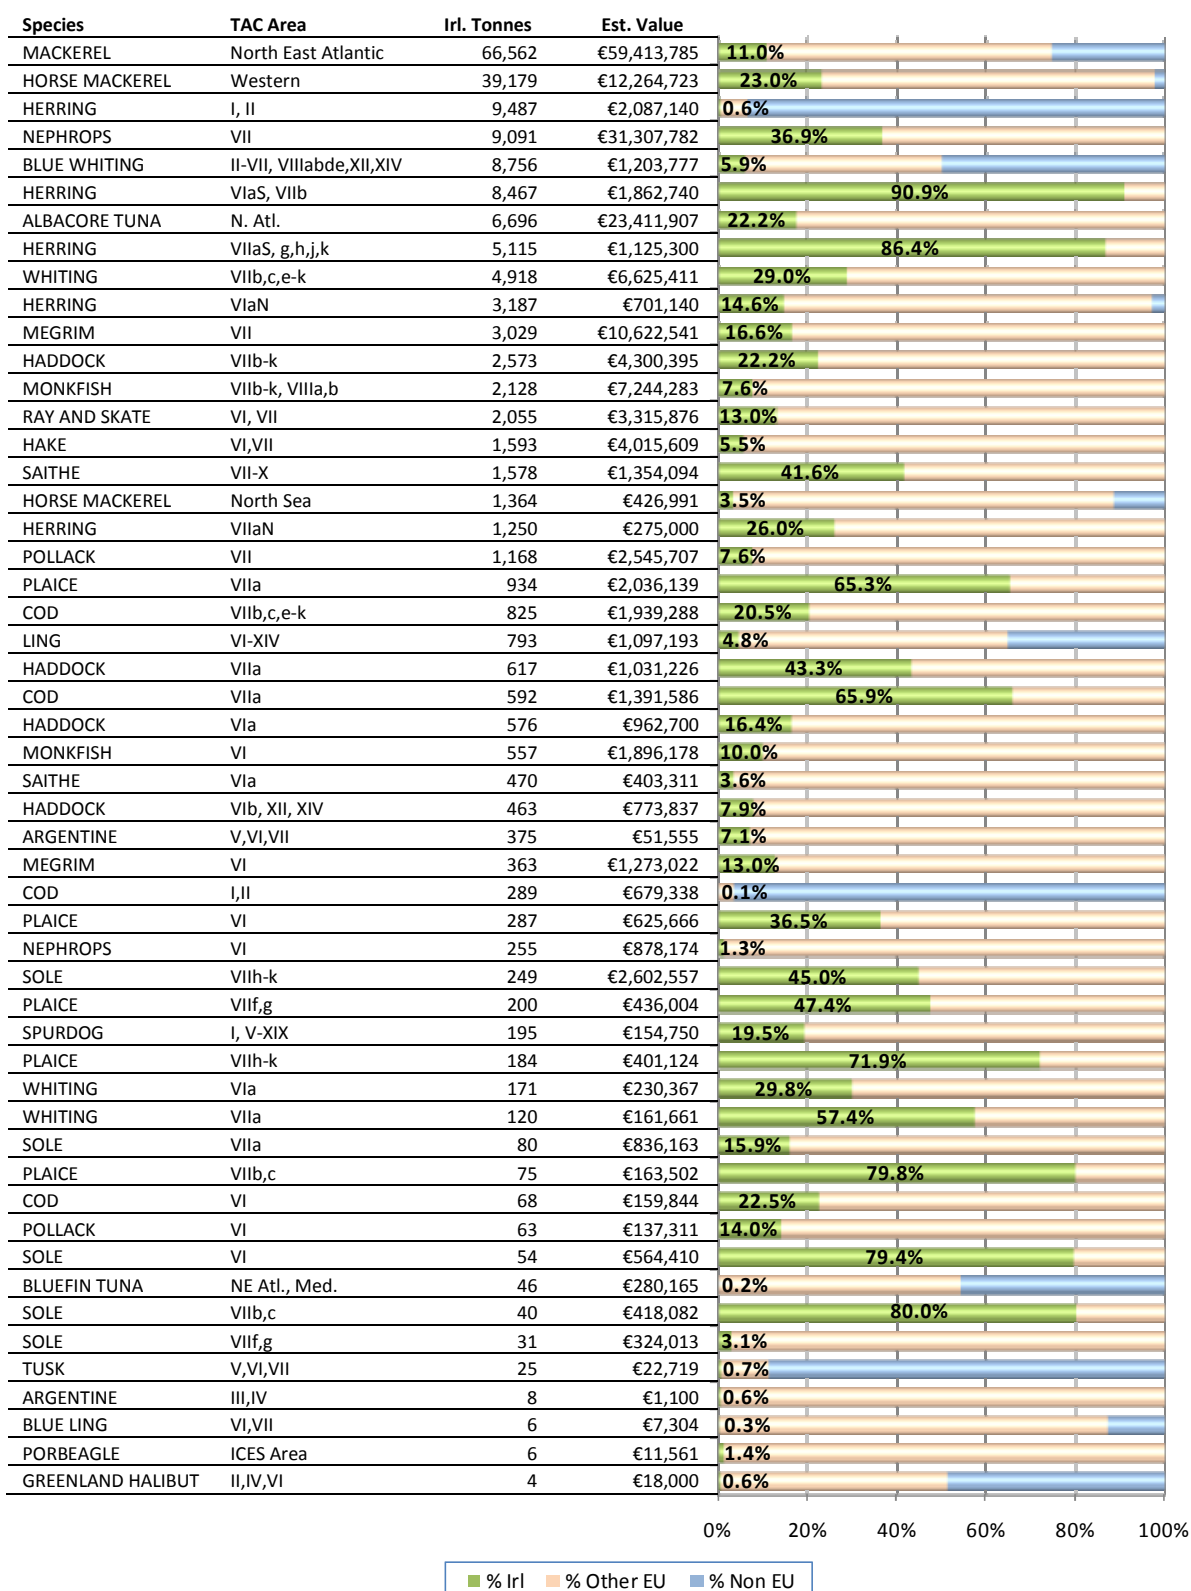 Species TAC Area Irl. Tonnes Est. Value
MACKEREL North East Atlantic 66,562 €59,413,785 11.0%
HORSE MACKEREL Western 39,179 €12,264,723 23.0%
HERRING I, II 9,487 €2,087,140 0.6%
NEPHROPS VII 9,091 €31,307,782 36.9%
BLUE WHITING II-VII, VIIIabde,XII,XIV 8,756 €1,203,777 5.9%
HERRING VIaS, VIIb 8,467 €1,862,740 90.9%
ALBACORE TUNA N. Atl. 6,696 €23,411,907 22.2%
HERRING VIIaS, g,h,j,k 5,115 €1,125,300 86.4%
WHITING VIIb,c,e-k 4,918 €6,625,411 29.0%
HERRING VIaN 3,187 €701,140 14.6%
MEGRIM VII 3,029 €10,622,541 16.6%
HADDOCK VIIb-k 2,573 €4,300,395 22.2%
MONKFISH VIIb-k, VIIIa,b 2,128 €7,244,283 7.6%
RAY AND SKATE VI, VII 2,055 €3,315,876 13.0%
HAKE VI,VII 1,593 €4,015,609 5.5%
SAITHE VII-X 1,578 €1,354,094 41.6%
HORSE MACKEREL North Sea 1,364 €426,991 3.5%
HERRING VIIaN 1,250 €275,000 26.0%
POLLACK VII 1,168 €2,545,707 7.6%
PLAICE VIIa 934 €2,036,139 65.3%
COD VIIb,c,e-k 825 €1,939,288 20.5%
LING VI-XIV 793 €1,097,193 4.8%
HADDOCK VIIa 617 €1,031,226 43.3%
COD VIIa 592 €1,391,586 65.9%
HADDOCK VIa 576 €962,700 16.4%
MONKFISH VI 557 €1,896,178 10.0%
SAITHE VIa 470 €403,311 3.6%
HADDOCK VIb, XII, XIV 463 €773,837 7.9%
ARGENTINE V,VI,VII 375 €51,555 7.1%
MEGRIM VI 363 €1,273,022 13.0%
COD I,II 289 €679,338 0.1%
PLAICE VI 287 €625,666 36.5%
NEPHROPS VI 255 €878,174 1.3%
SOLE VIIh-k 249 €2,602,557 45.0%
PLAICE VIIf,g 200 €436,004 47.4%
SPURDOG I, V-XIX 195 €154,750 19.5%
PLAICE VIIh-k 184 €401,124 71.9%
WHITING VIa 171 €230,367 29.8%
WHITING VIIa 120 €161,661 57.4%
SOLE VIIa 80 €836,163 15.9%
PLAICE VIIb,c 75 €163,502 79.8%
COD VI 68 €159,844 22.5%
POLLACK VI 63 €137,311 14.0%
SOLE VI 54 €564,410 79.4%
BLUEFIN TUNA NE Atl., Med. 46 €280,165 0.2%
SOLE VIIb,c 40 €418,082 80.0%
SOLE VIIf,g 31 €324,013 3.1%
TUSK V,VI,VII 25 €22,719 0.7%
ARGENTINE III,IV 8 €1,100 0.6%
BLUE LING VI,VII 6 €7,304 0.3%
PORBEAGLE ICES Area 6 €11,561 1.4%
GREENLAND HALIBUT II,IV,VI 4 €18,000 0.6%
0% 20% 40% 60% 80% 100%
% Irl % Other EU % Non EU